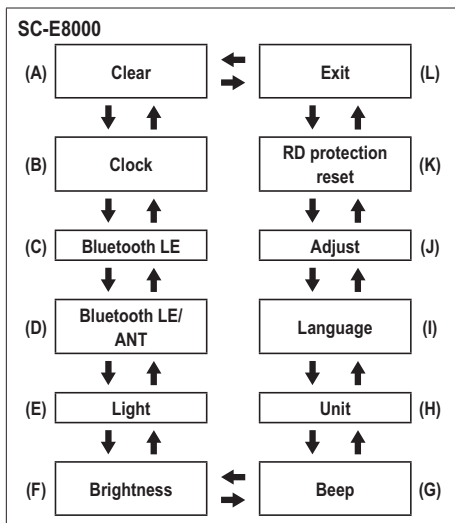 SC-E8000
(A) Clear Exit (L)
(B) Clock RD protection reset (K)
(C) Bluetooth LE Adjust (J)
(D) Bluetooth LE/ ANT Language (I)
(E) Light Unit (H)
(F) Brightness Beep (G)